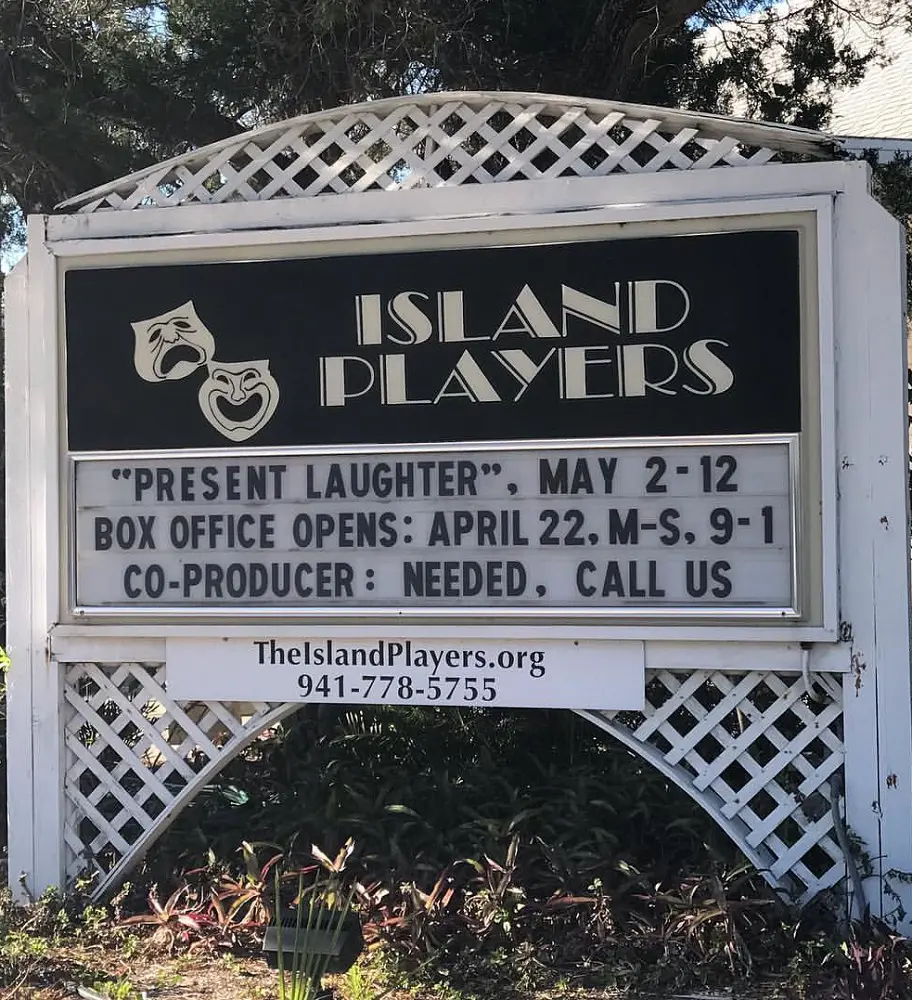 ISLAND
PLAYERS
"PRESENT LAUGHTER", MAY 2-12
BOX OFFICE OPENS: APRIL 22, M-S, 9-1
CO-PRODUCER: NEEDED, CALL US
TheIslandPlayers.org
941-778-5755